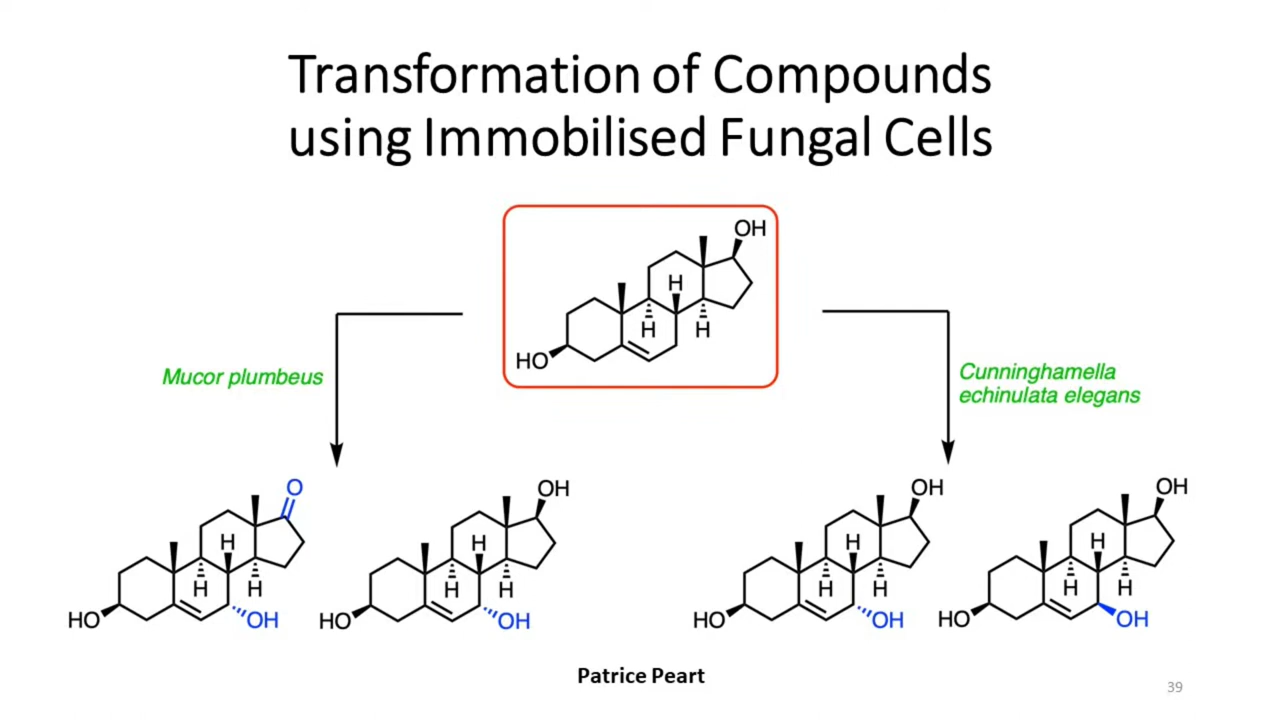 Transformation of Compounds
using Immobilised Fungal Cells
OH
H
H
H
HO
Mucor plumbeus
Cunninghamella
echinulata elegans
O
H
H
H
HO
OH
OH
H
H
H
HO
OH
OH
H
H
H
HO
OH
OH
H
H
H
HO
OH
Patrice Peart
39